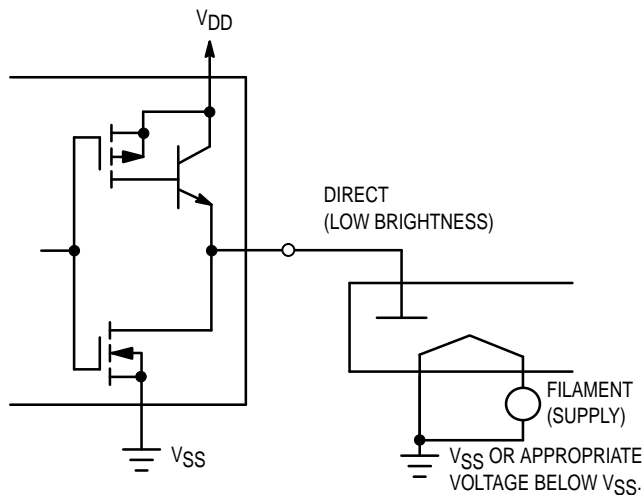 VDD
DIRECT
(LOW BRIGHTNESS)
FILAMENT
(SUPPLY)
VSS
VSS OR APPROPRIATE
VOLTAGE BELOW VSS.